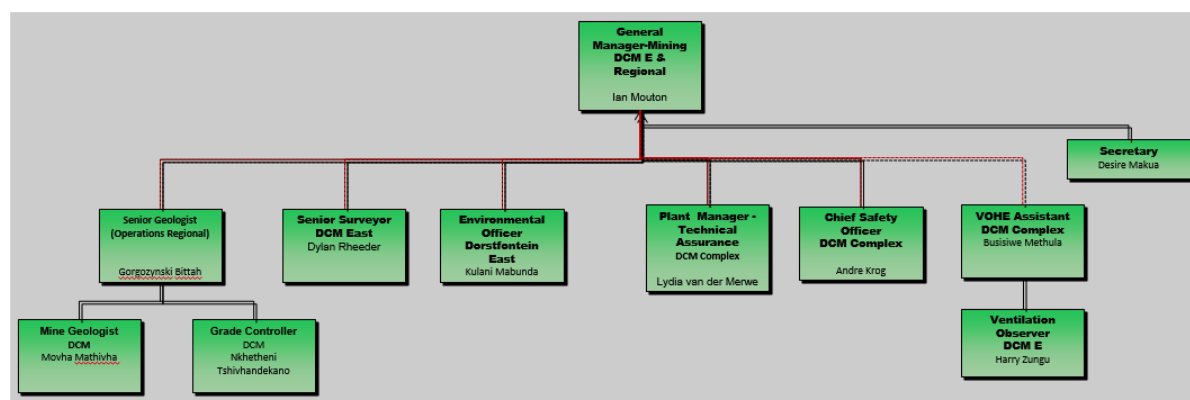 General
Manager-Mining
DCM E &
Regional
Ian Mouton
Secretary
Desire Makua
Senior Geologist
(Operations Regional)
Gorgozynski Bittah
Senior Surveyor
DCM East
Dylan Rheeder
Environmental
Officer
Dorstfontein
East
Kulani Mabunda
Plant Manager -
Technical
Assurance
DCM Complex
Lydia van der Merwe
Chief Safety
Officer
DCM Complex
Andre Krog
VOHE Assistant
DCM Complex
Busisiwe Methula
Mine Geologist
DCM
Movha Mathivha
Grade Controller
DCM
Nkhetheni
Tshivhandekano
Ventilation
Observer
DCM E
Harry Zungu